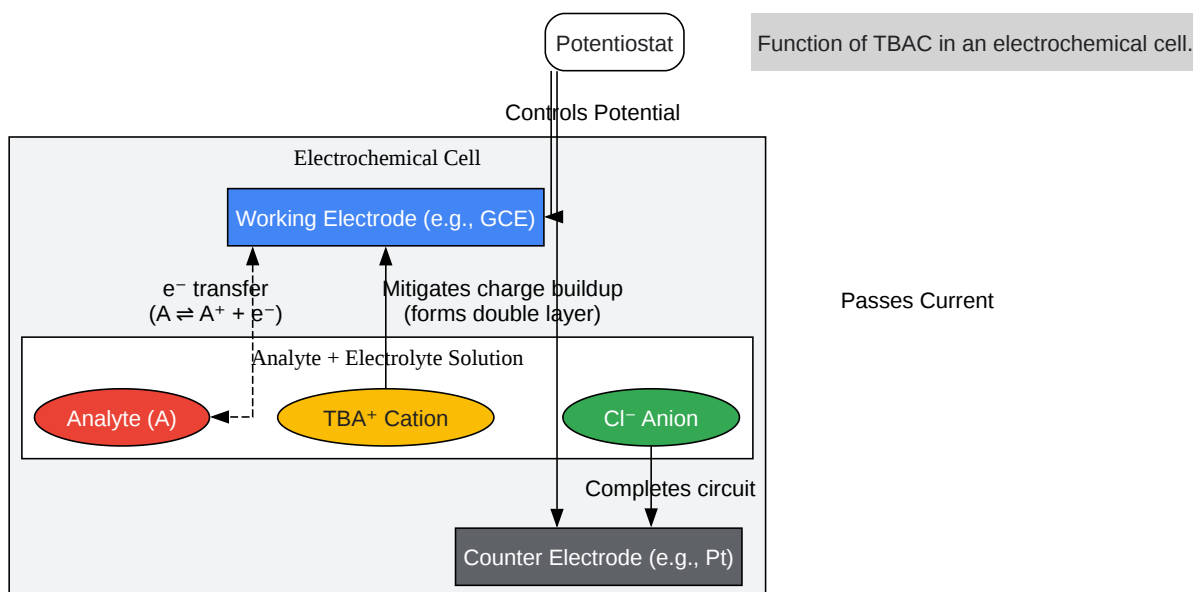 Potentiostat
Function of TBAC in an electrochemical cell.
Controls Potential
Electrochemical Cell
Working Electrode (e.g., GCE)
e⁻ transfer
(A ⇌ A⁺ + e⁻)
Mitigates charge buildup
(forms double layer)
Passes Current
Analyte + Electrolyte Solution
Analyte (A)
TBA⁺ Cation
Cl⁻ Anion
Completes circuit
Counter Electrode (e.g., Pt)